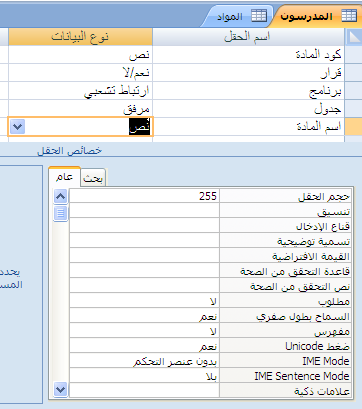 المدرسون المواد
اسم الحقل نوع البيانات
كود المادة نص
قرار نعم/لا
برنامج ارتباط تشعبي
جدول مرفق
اسم المادة نص
خصائص الحقل
عام بحث
حجم الحقل 255
تنسيق
قناع الإدخال
تسمية توضيحية
القيمة الافتراضية
قاعدة التحقق من الصحة
نص التحقق من الصحة
مطلوب لا
السماح بطول صفري نعم
مفهرس لا
ضغط Unicode نعم
IME Mode بدون عنصر التحكم
IME Sentence Mode بلا
علامات ذكية
يحدد